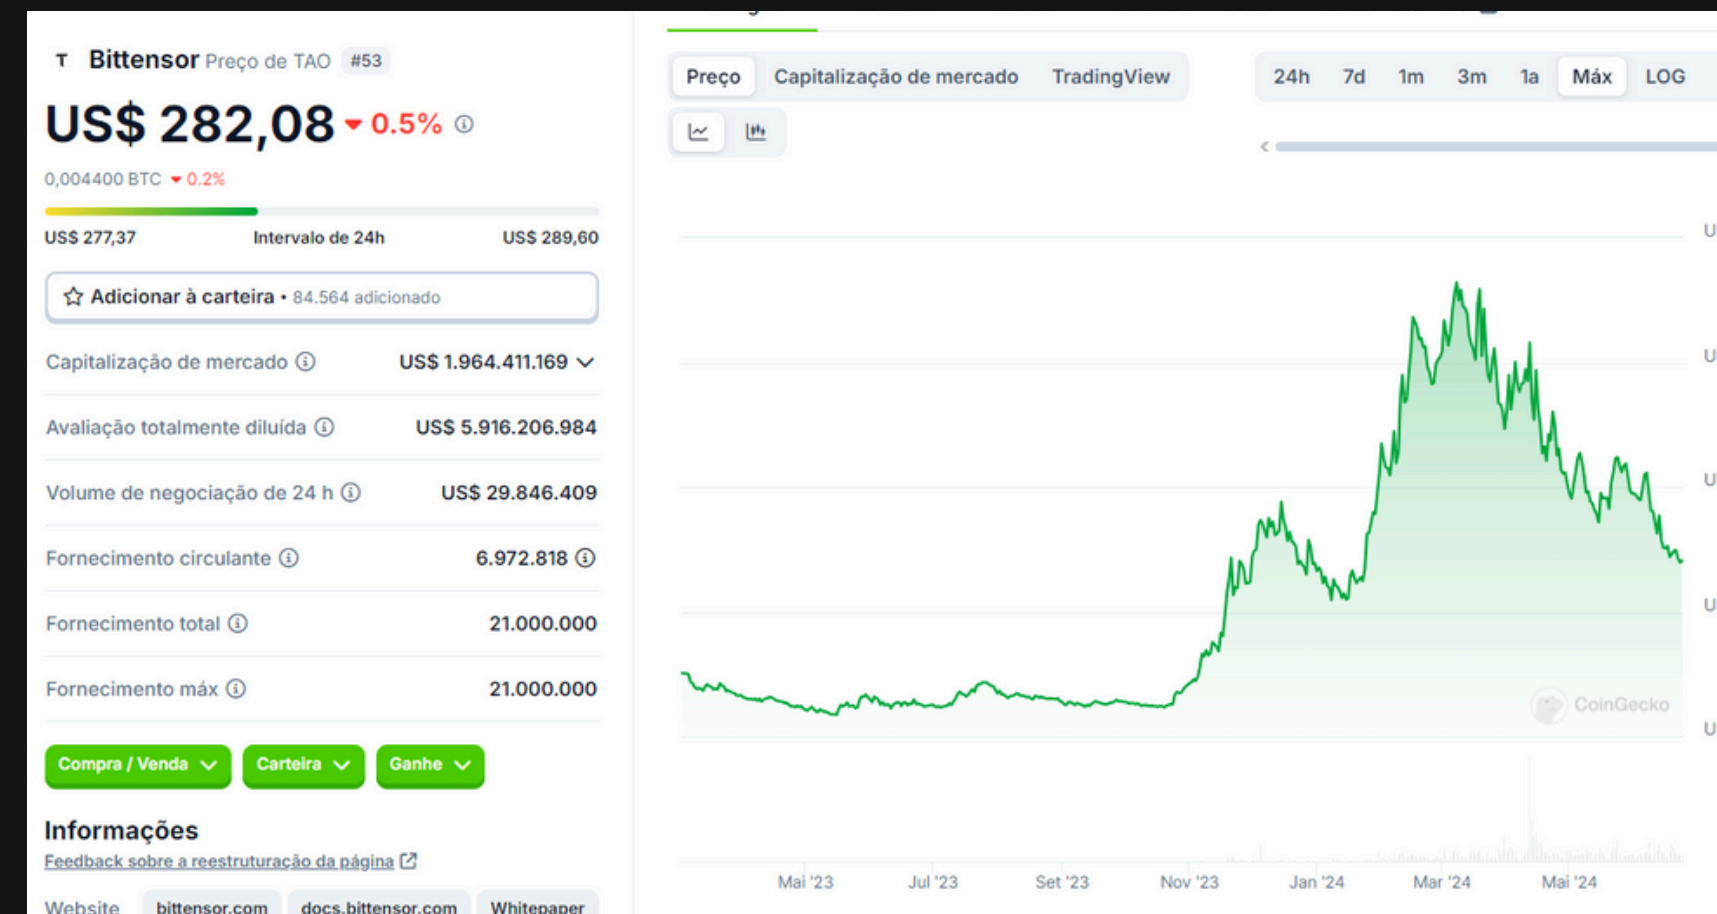 T Bittensor Preço de TAO #53
US$ 282,08 0.5%
0,004400 BTC 0.2%
US$ 277,37 Intervalo de 24h US$ 289,60
Adicionar à carteira • 84.564 adicionado
Capitalização de mercado US$ 1.964.411.169
Avaliação totalmente diluída US$ 5.916.206.984
Volume de negociação de 24 h US$ 29.846.409
Fornecimento circulante 6.972.818
Fornecimento total 21.000.000
Fornecimento máx 21.000.000
Compra / Venda Carteira Ganhe
Informações
Feedback sobre a reestruturação da página
Website bittensor.com docs.bittensor.com Whitepaper
Preço Capitalização de mercado TradingView
24h 7d 1m 3m 1a Máx LOG
CoinGecko
Mai '23 Jul '23 Set '23 Nov '23 Jan '24 Mar '24 Mai '24